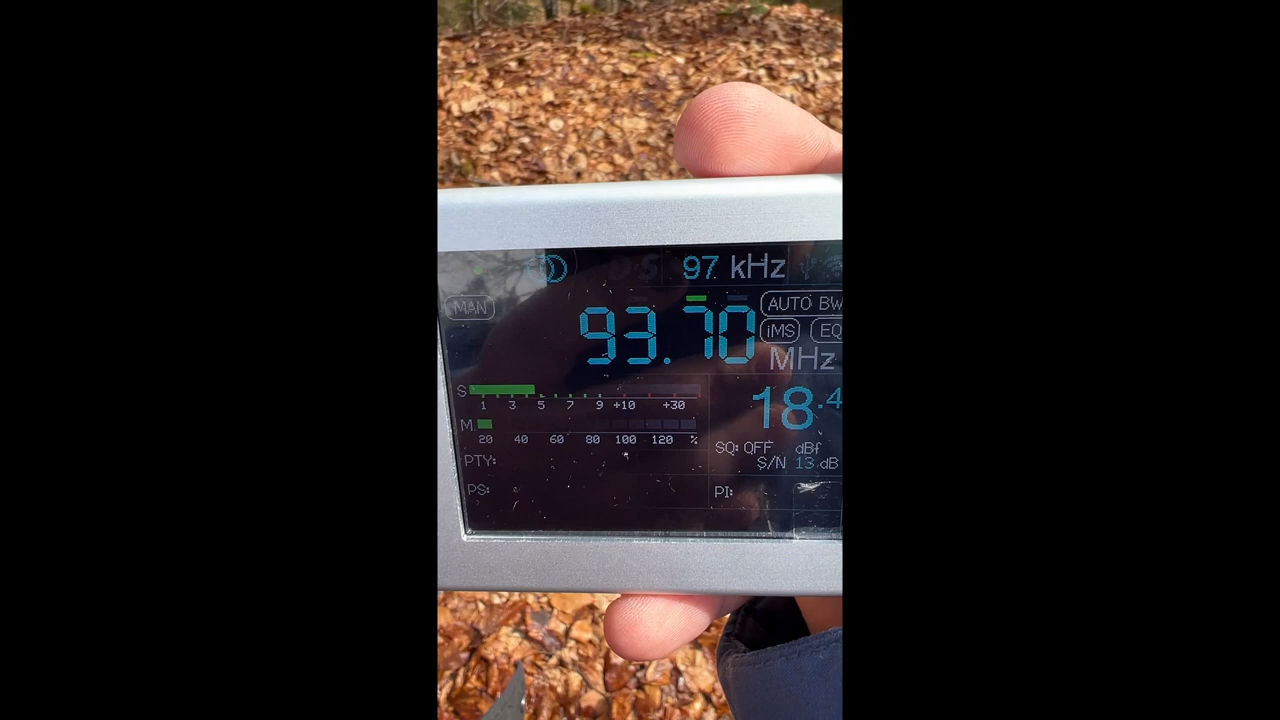 97 kHz
MAN
93.70
AUTO BW
iMS EQ
MHz
S
1 3 5 7 9 +10 +30
18.4
M
20 40 60 80 100 120 %
SQ: OFF dBf
S/N 13 dB
PTY:
PS:
PI: